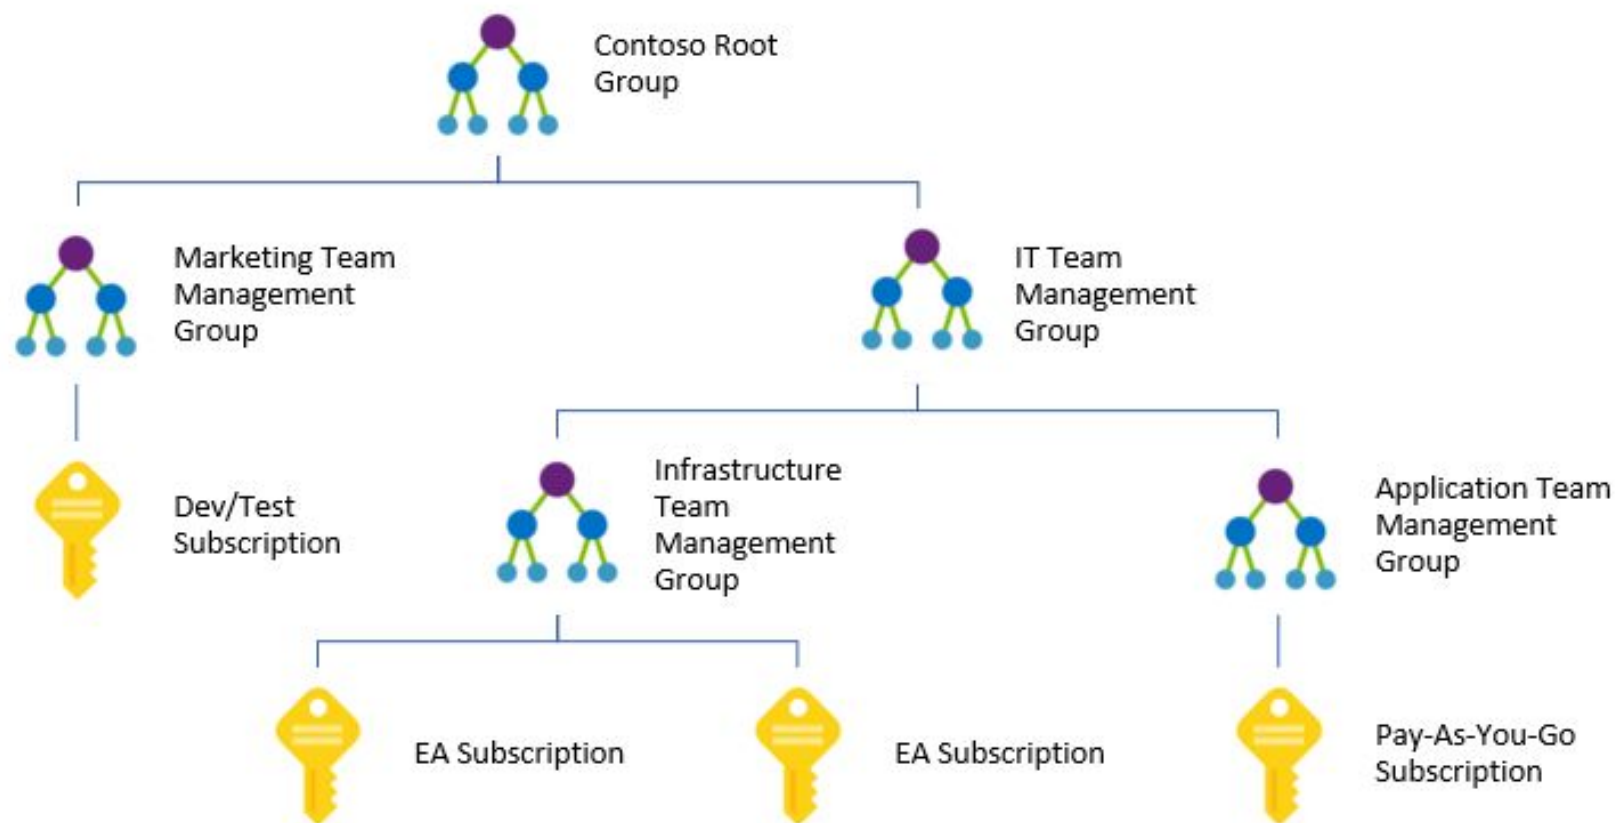 Contoso Root
Group
Marketing Team
Management
Group
IT Team
Management
Group
Dev/Test
Subscription
Infrastructure
Team
Management
Group
Application Team
Management
Group
EA Subscription
EA Subscription
Pay-As-You-Go
Subscription